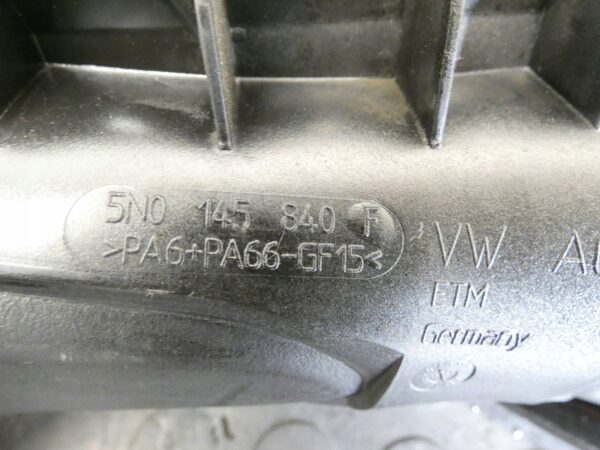 5N0 145 840 F
>PA6+PA66-GF15<
VW A
ETM
Germany